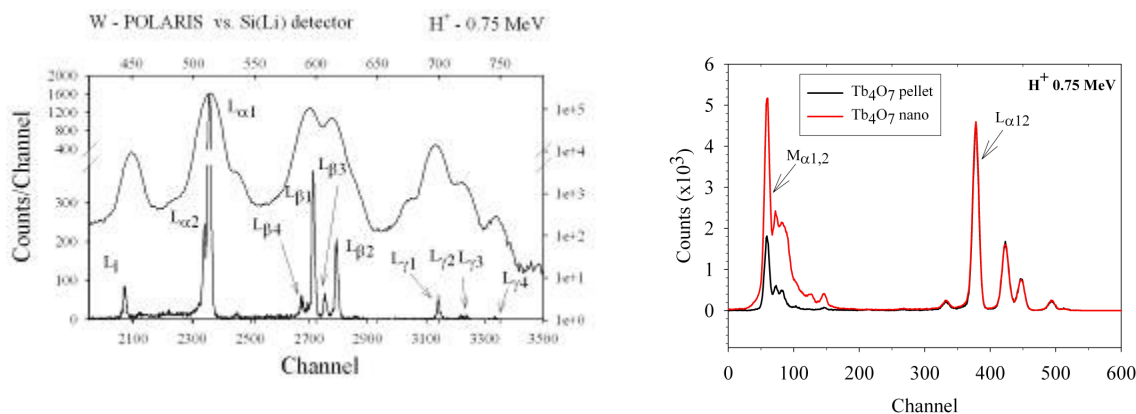 W - POLARIS vs. Si(Li) detector H⁺ - 0.75 MeV
450 500 550 600 650 700 750
2000
1600
1200
800
400
300
200
100
0
1e+5
1e+4
1e+3
1e+2
1e+1
1e+0
Counts/Channel
Lα1
Lα2
Ll
Lβ1
Lβ3
Lβ4
Lβ2
Lγ1 Lγ2 Lγ3
Lγ4
2100 2300 2500 2700 2900 3100 3300 3500
Channel
6
5
4
3
2
1
0
Counts (x10³)
Tb₄O₇ pellet
Tb₄O₇ nano
H⁺ 0.75 MeV
Lα12
Mα1,2
0 100 200 300 400 500 600
Channel